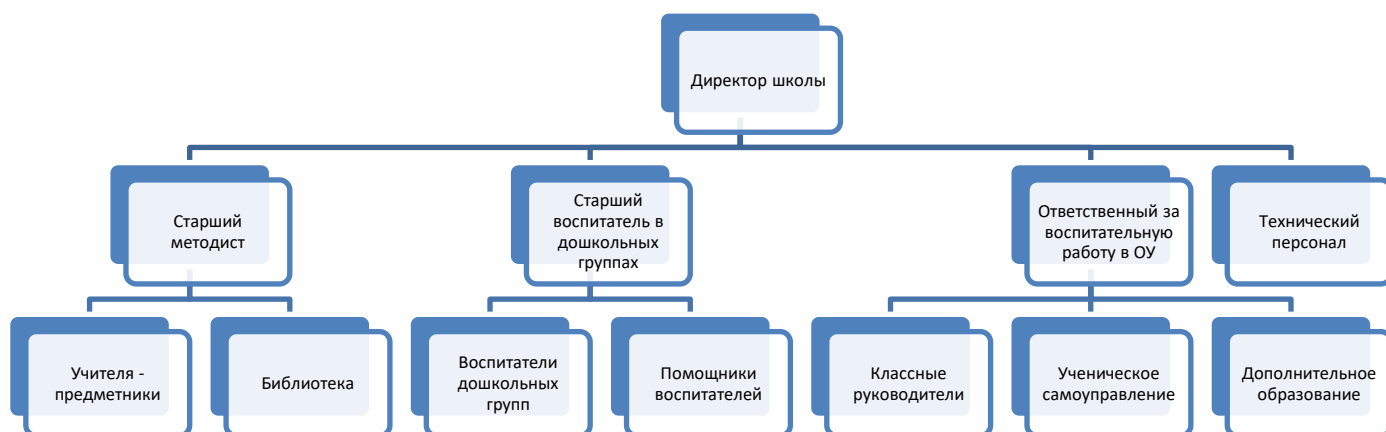 Директор школы
Старший
методист
Старший
воспитатель в
дошкольных
группах
Ответственный за
воспитательную
работу в ОУ
Технический
персонал
Учителя -
предметники
Библиотека
Воспитатели
дошкольных
групп
Помощники
воспитателей
Классные
руководители
Ученическое
самоуправление
Дополнительное
образование